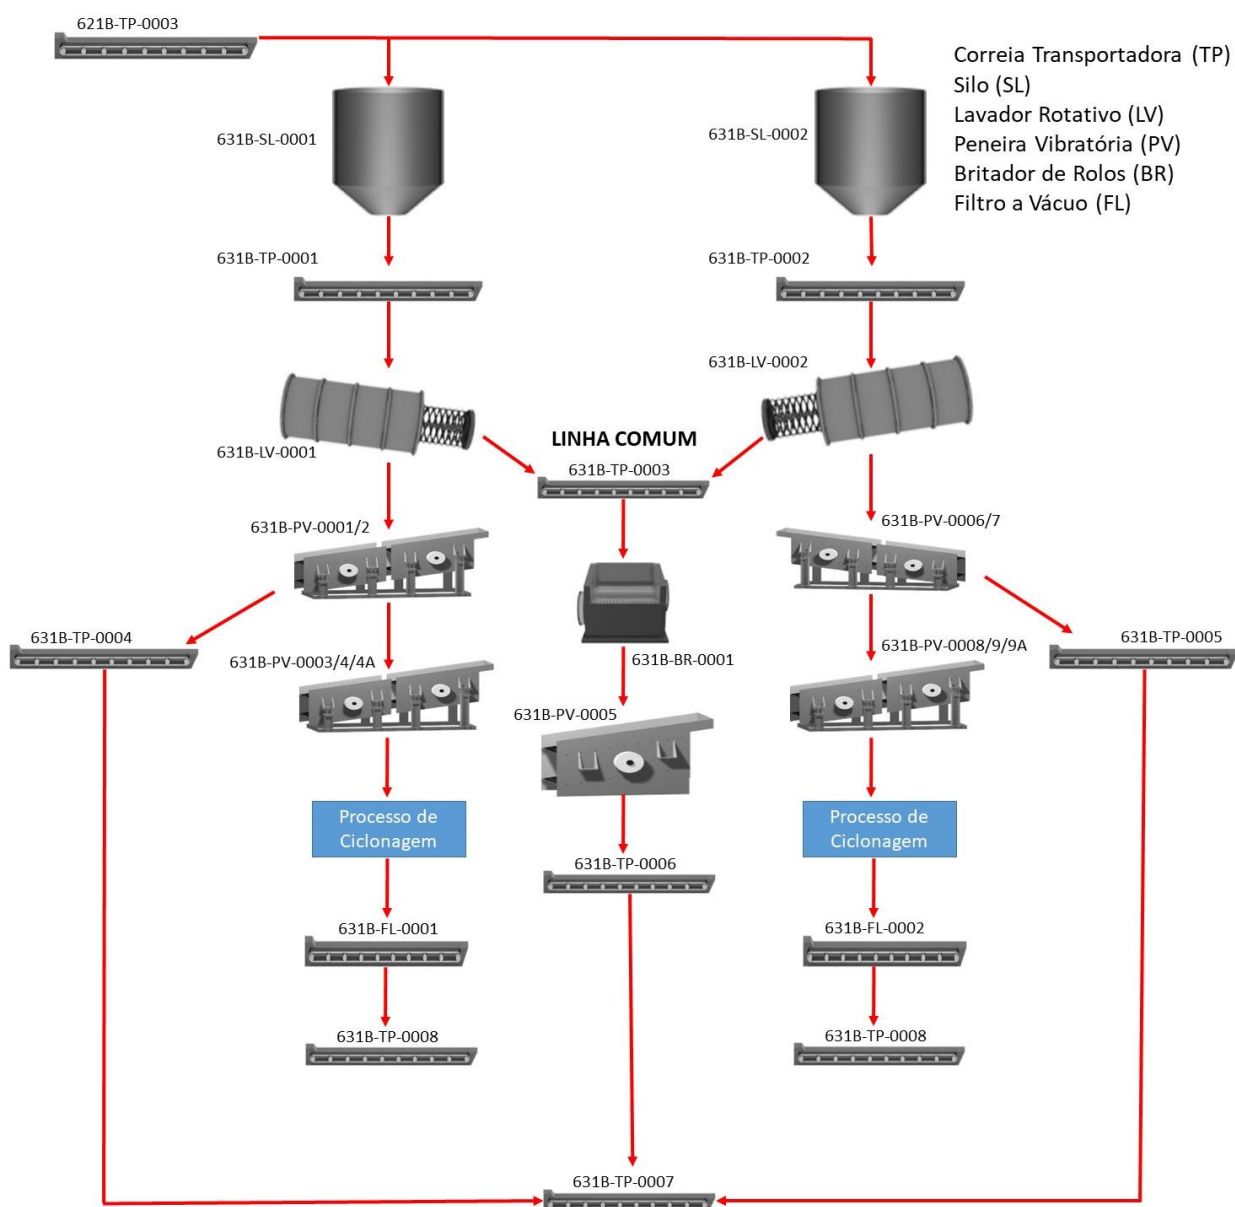 621B-TP-0003
Correia Transportadora (TP)
Silo (SL)
Lavador Rotativo (LV)
Peneira Vibratória (PV)
Britador de Rolos (BR)
Filtro a Vácuo (FL)
631B-SL-0001
631B-SL-0002
631B-TP-0001
631B-TP-0002
631B-LV-0002
631B-LV-0001
LINHA COMUM
631B-TP-0003
631B-PV-0001/2
631B-PV-0006/7
631B-TP-0004
631B-PV-0003/4/4A
631B-BR-0001
631B-PV-0008/9/9A
631B-TP-0005
631B-PV-0005
Processo de
Ciclonagem
Processo de
Ciclonagem
631B-TP-0006
631B-FL-0001
631B-FL-0002
631B-TP-0008
631B-TP-0008
631B-TP-0007